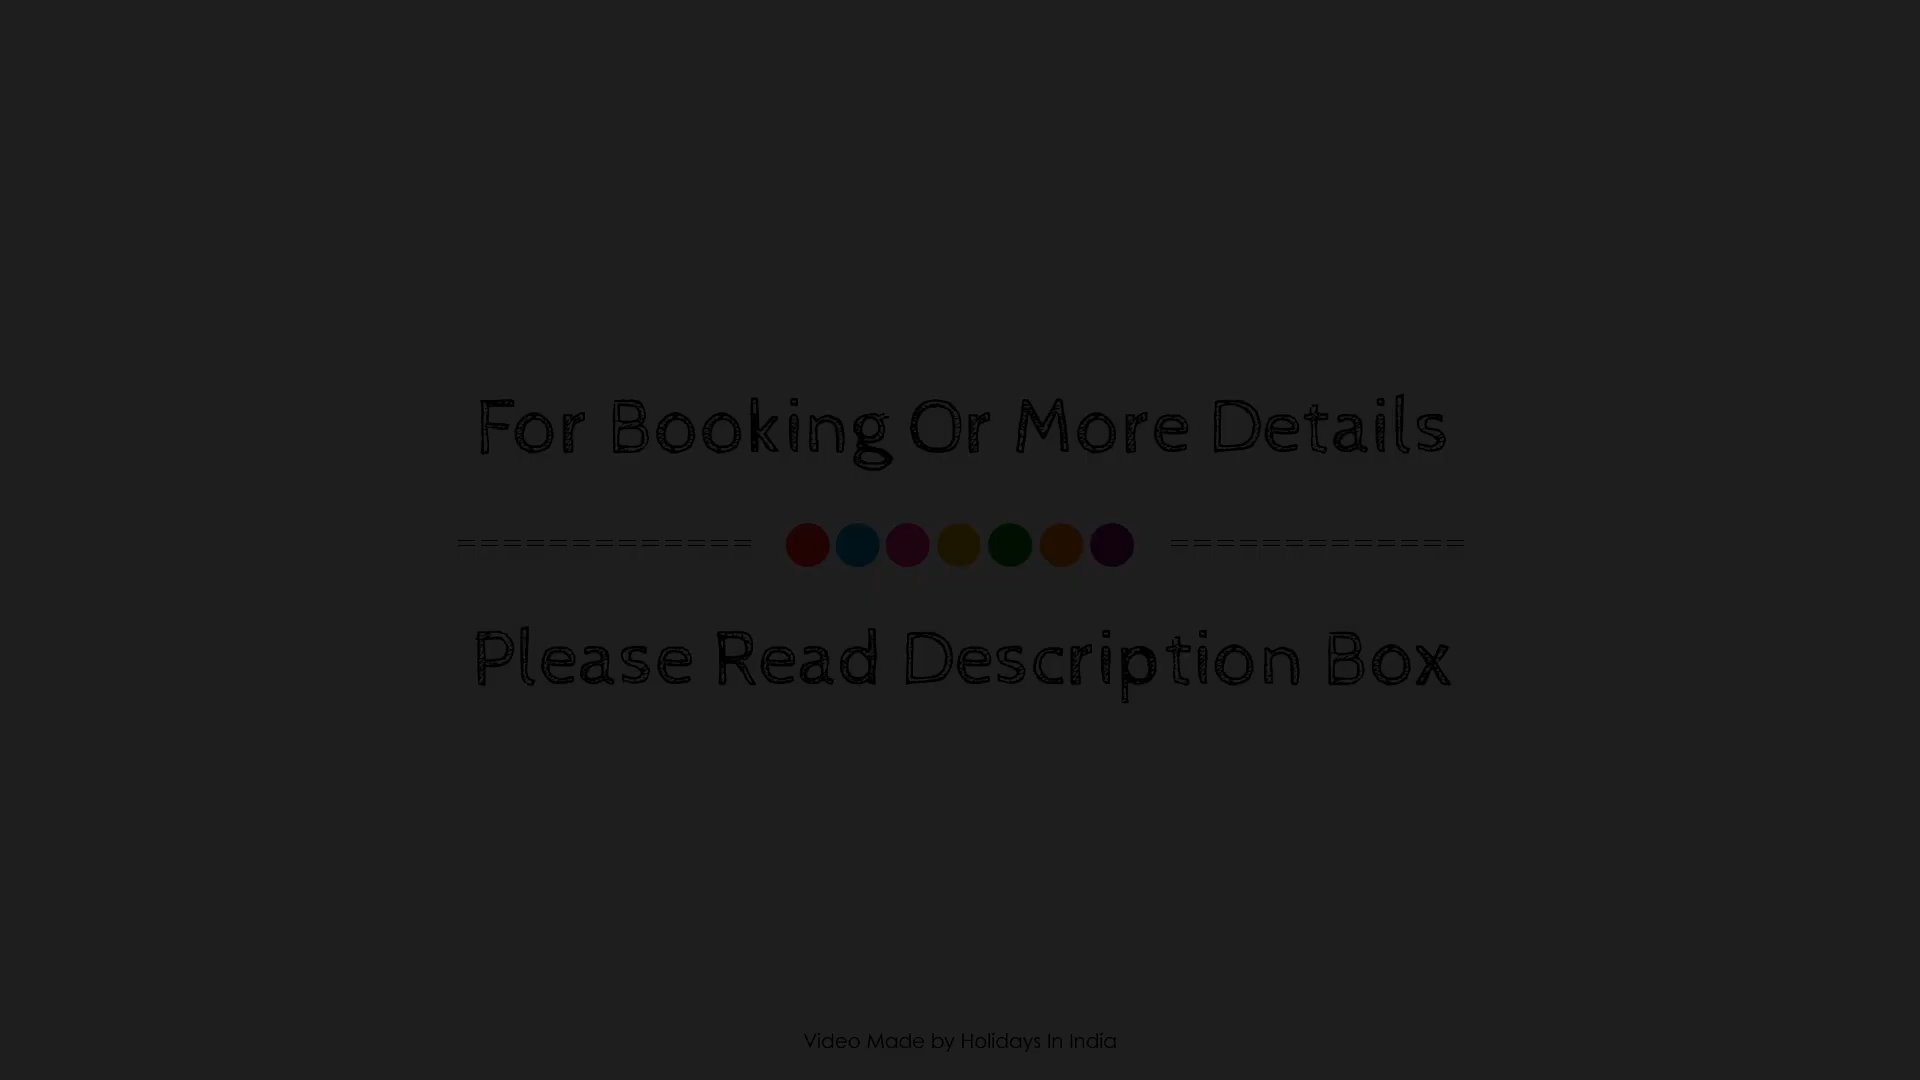 For Booking Or More Details
============= =============
Please Read Description Box
Video Made by Holidays In India